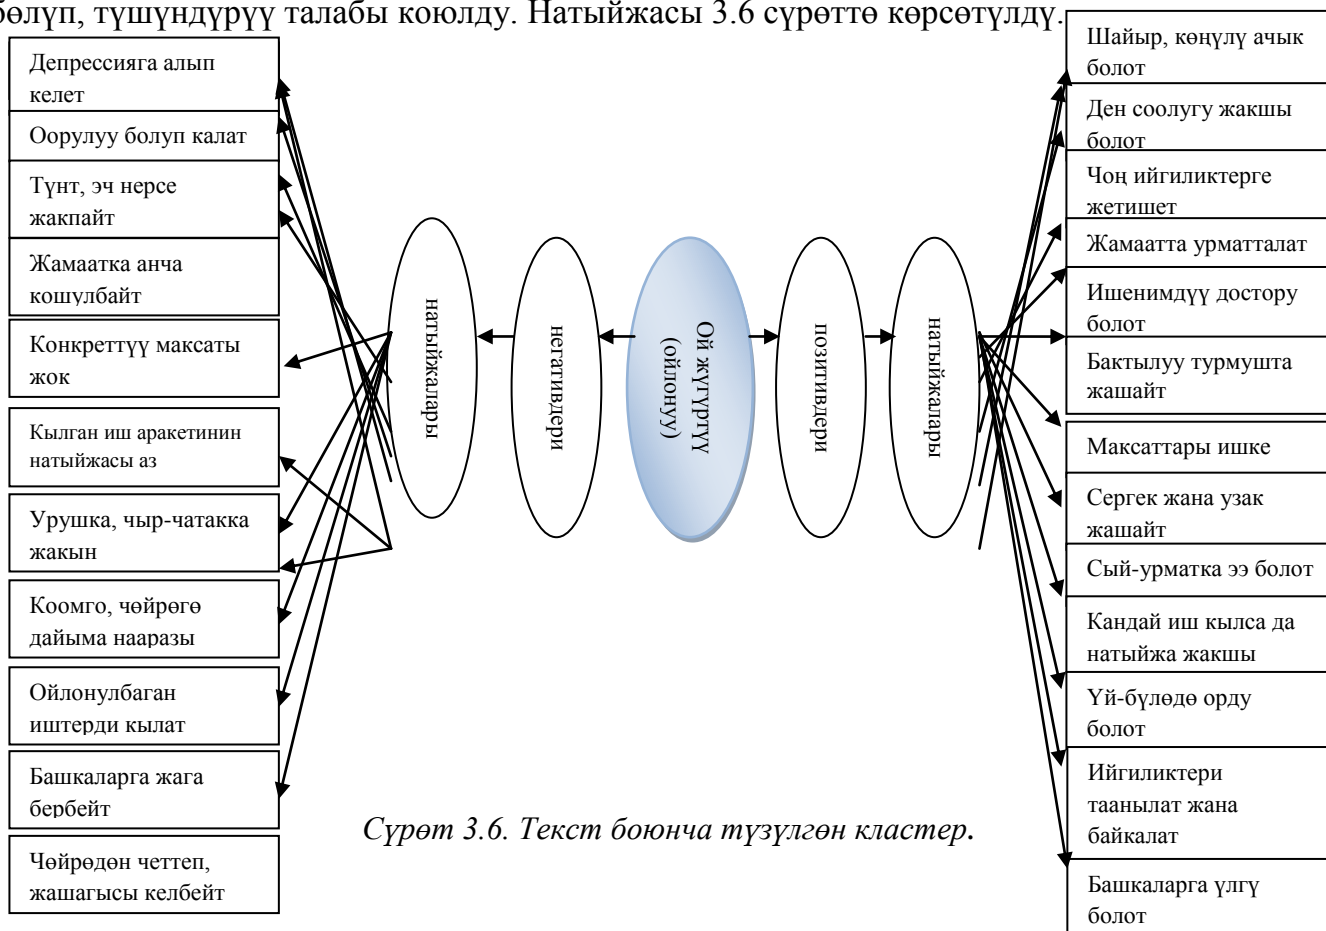 бөлүп, түшүндүрүү талабы коюлду. Натыйжасы 3.6 сүрөттө көрсөтүлдү.
Депрессияга алып
келет
Оорулуу болуп калат
Түнт, эч нерсе
жакпайт
Жамаатка анча
кошулбайт
Конкреттүү максаты
жок
Кылган иш аракетинин
натыйжасы аз
Урушка, чыр-чатакка
жакын
Коомго, чөйрөгө
дайыма нааразы
Ойлонулбаган
иштерди кылат
Башкаларга жага
бербейт
Чөйрөдөн четтеп,
жашагысы келбейт
натыйжалары
негативдери
Ой жүгүртүү
(ойлонуу)
позитивдери
натыйжалары
Шайыр, көңүлү ачык
болот
Ден соолугу жакшы
болот
Чоң ийгиликтерге
жетишет
Жамаатта урматталат
Ишенимдүү достору
болот
Бактылуу турмушта
жашайт
Максаттары ишке
Сергек жана узак
жашайт
Сый-урматка ээ болот
Кандай иш кылса да
натыйжа жакшы
Үй-бүлөдө орду
болот
Ийгиликтери
таанылат жана
байкалат
Башкаларга үлгү
болот
Сүрөт 3.6. Текст боюнча түзүлгөн кластер.